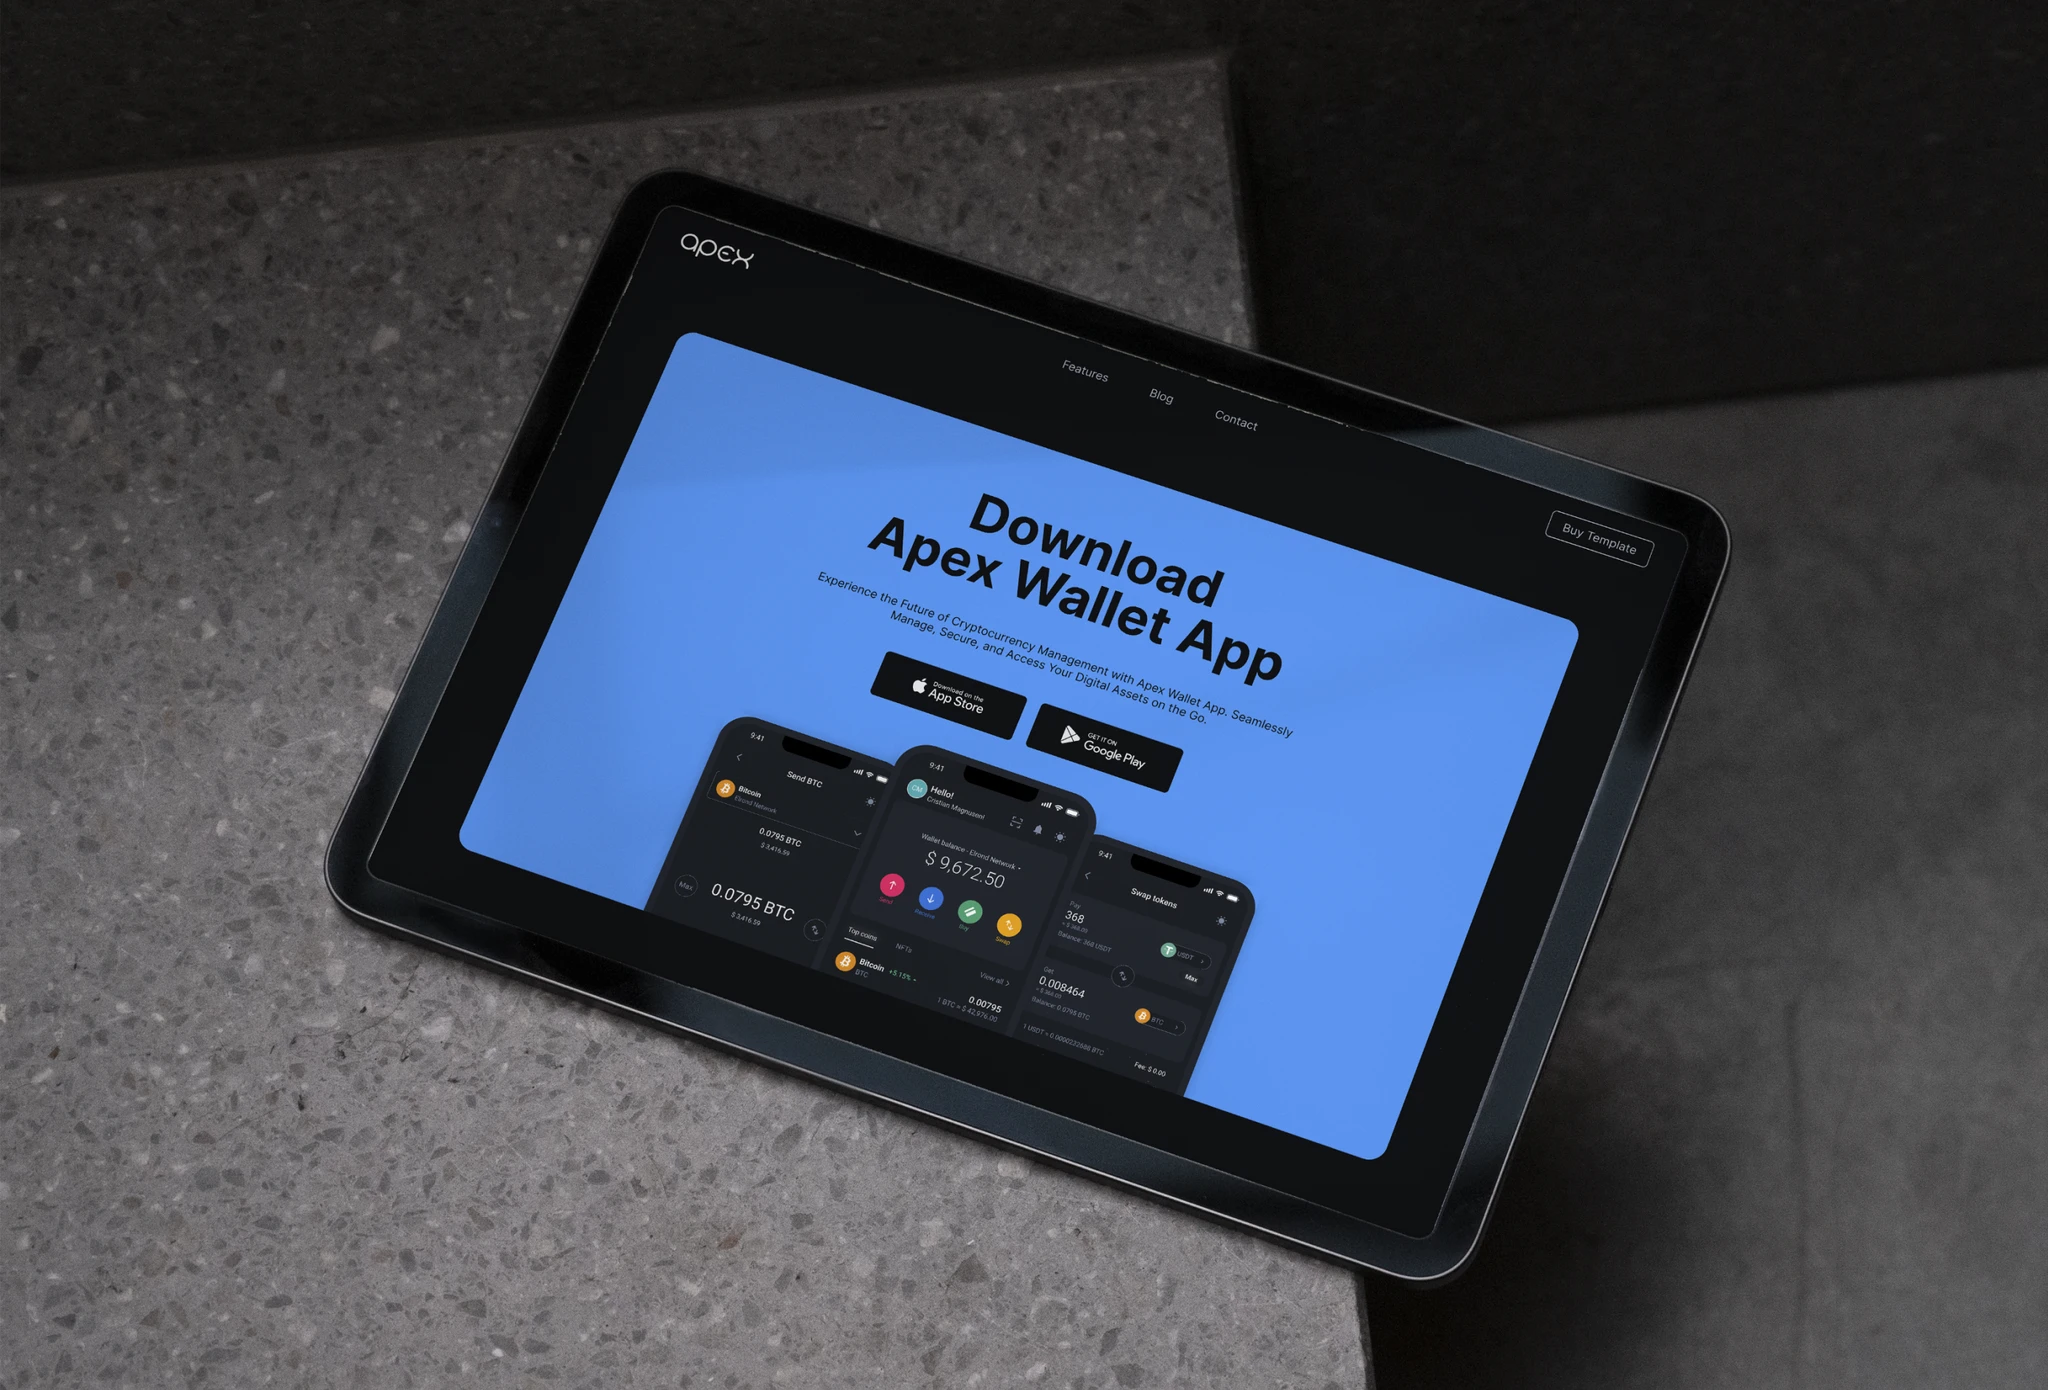 apex
Features
Blog
Contact
Buy Template
Download
Apex Wallet App
Experience the Future of Cryptocurrency Management with Apex Wallet App. Seamlessly
Manage, Secure, and Access Your Digital Assets on the Go.
Download on the
App Store
GET IT ON
Google Play
9:41
Send BTC
Bitcoin
Elrond Network
0.0795 BTC
$ 3,416.59
Max
0.0795 BTC
$ 3,416.59
9:41
CM
Hello!
Cristian Magnusen!
Wallet balance - Elrond Network
$ 9,672.50
Send
Receive
Buy
Swap
Top coins
NFTs
View all
Bitcoin +5.15%
BTC
0.00795
1 BTC = $ 42,976.00
9:41
Swap tokens
Pay
368
≈ $ 368.00
Balance: 368 USDT
USDT
Max
Get
0.008464
≈ $ 368.00
Balance: 0.0795 BTC
BTC
1 USDT = 0.0000232688 BTC
Fee: $ 0.00